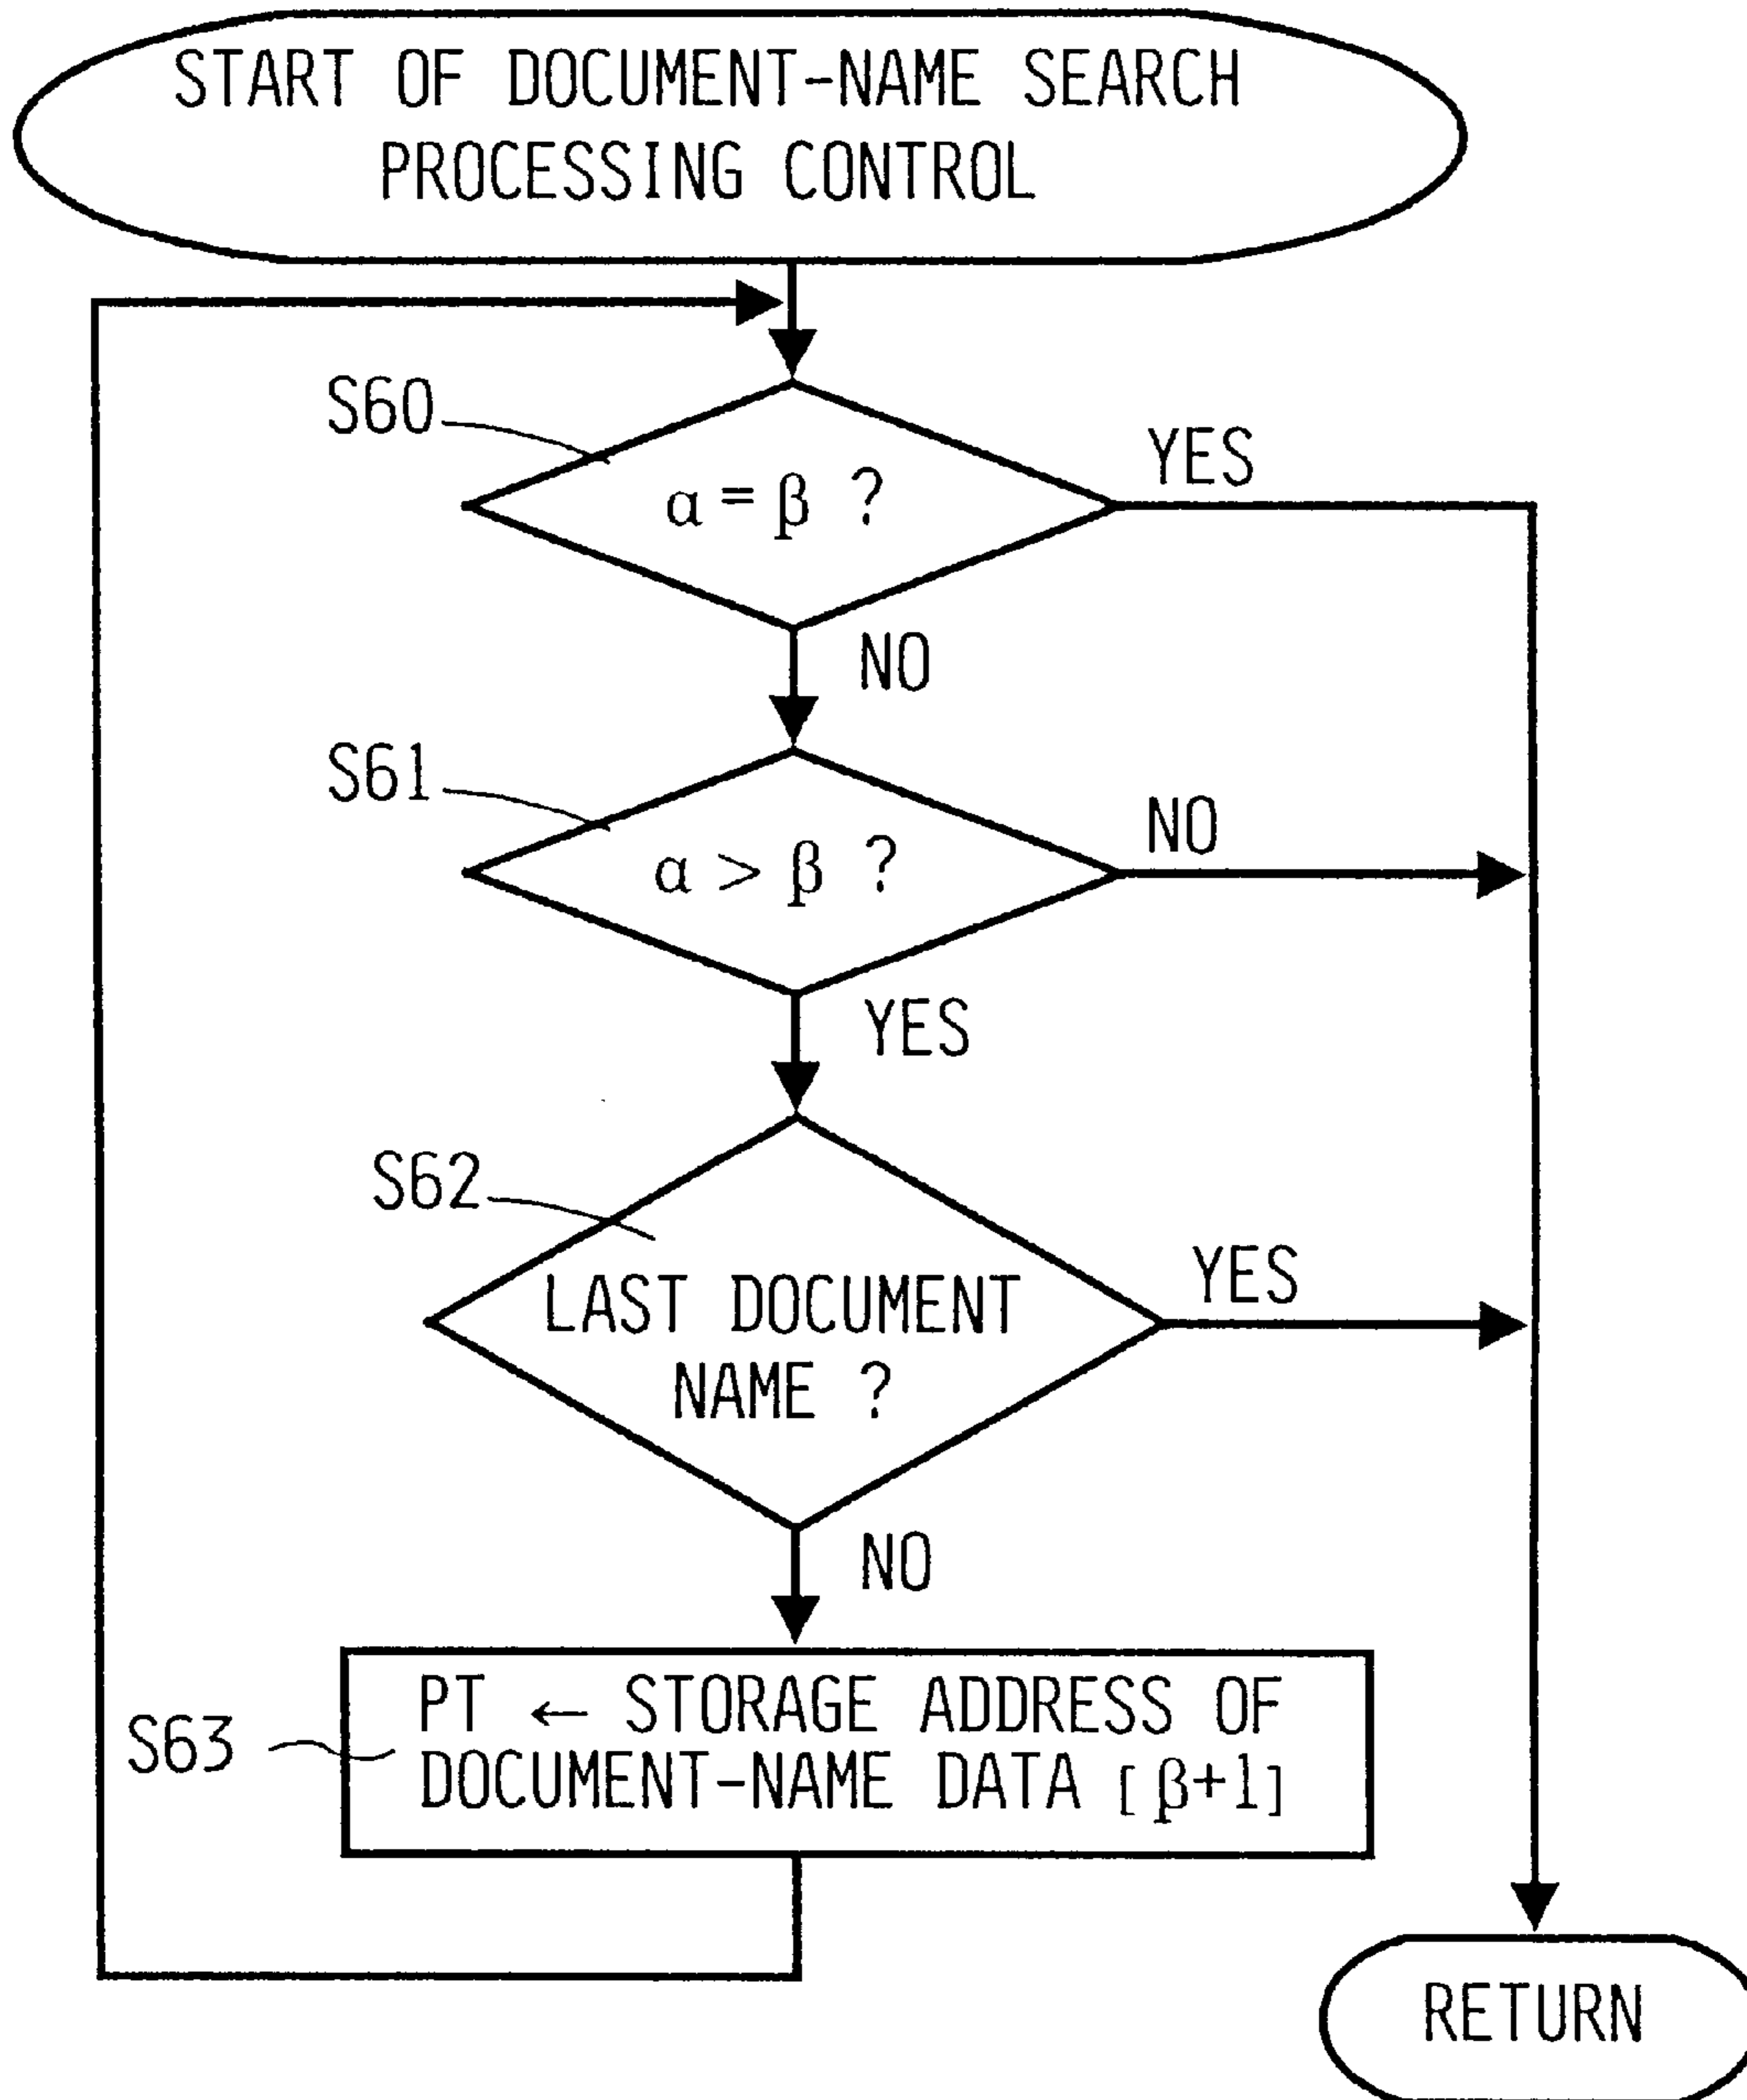 START OF DOCUMENT-NAME SEARCH
PROCESSING CONTROL
S60
α = β ?
YES
NO
S61
α > β ?
NO
YES
S62
LAST DOCUMENT
NAME ?
YES
NO
S63
PT ← STORAGE ADDRESS OF
DOCUMENT-NAME DATA [β+1]
RETURN